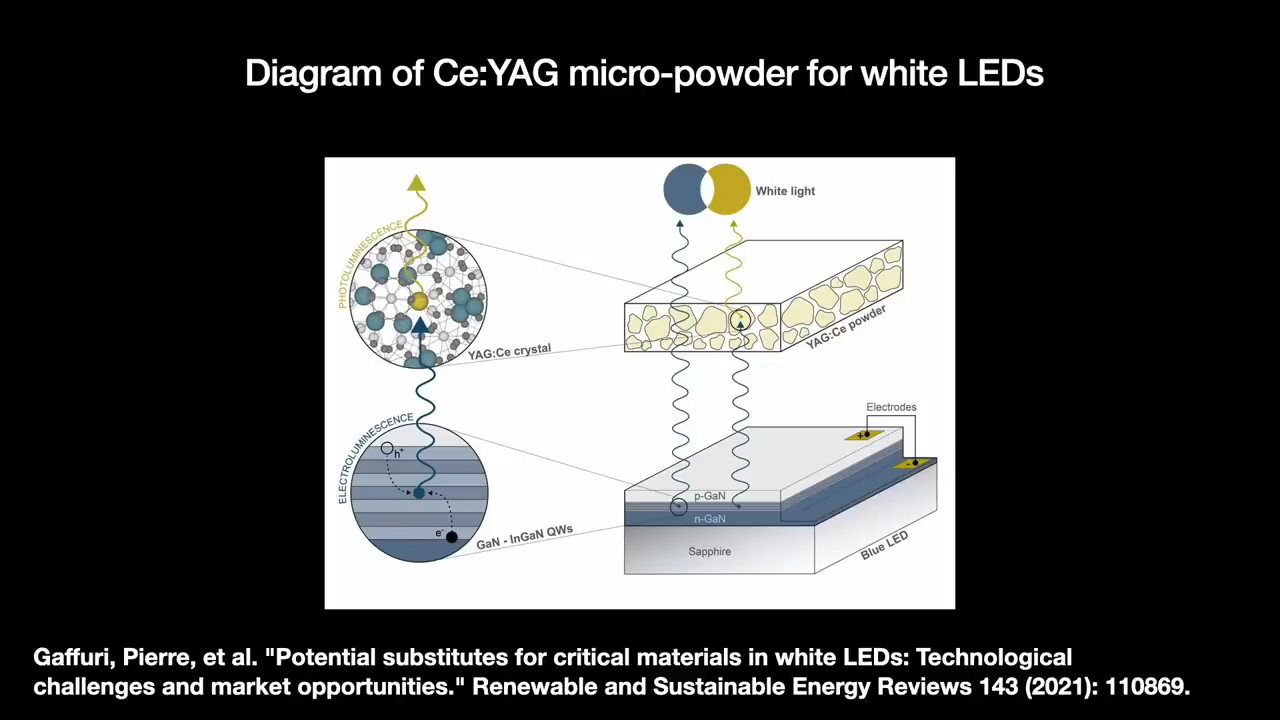 Diagram of Ce:YAG micro-powder for white LEDs
White light
PHOTOLUMINESCENCE
YAG:Ce crystal
YAG:Ce powder
Electrodes
+
-
ELECTROLUMINESCENCE
h+
e-
GaN - InGaN QWs
p-GaN
n-GaN
Sapphire
Blue LED
Gaffuri, Pierre, et al. "Potential substitutes for critical materials in white LEDs: Technological
challenges and market opportunities." Renewable and Sustainable Energy Reviews 143 (2021): 110869.